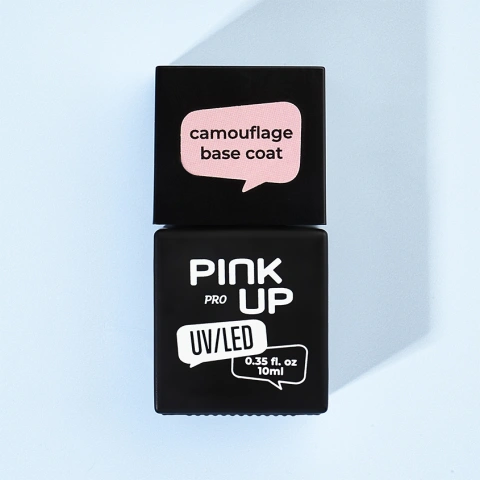 camouflage
base coat
PINK
PRO UP
UV/LED
0.35 fl. oz
10ml